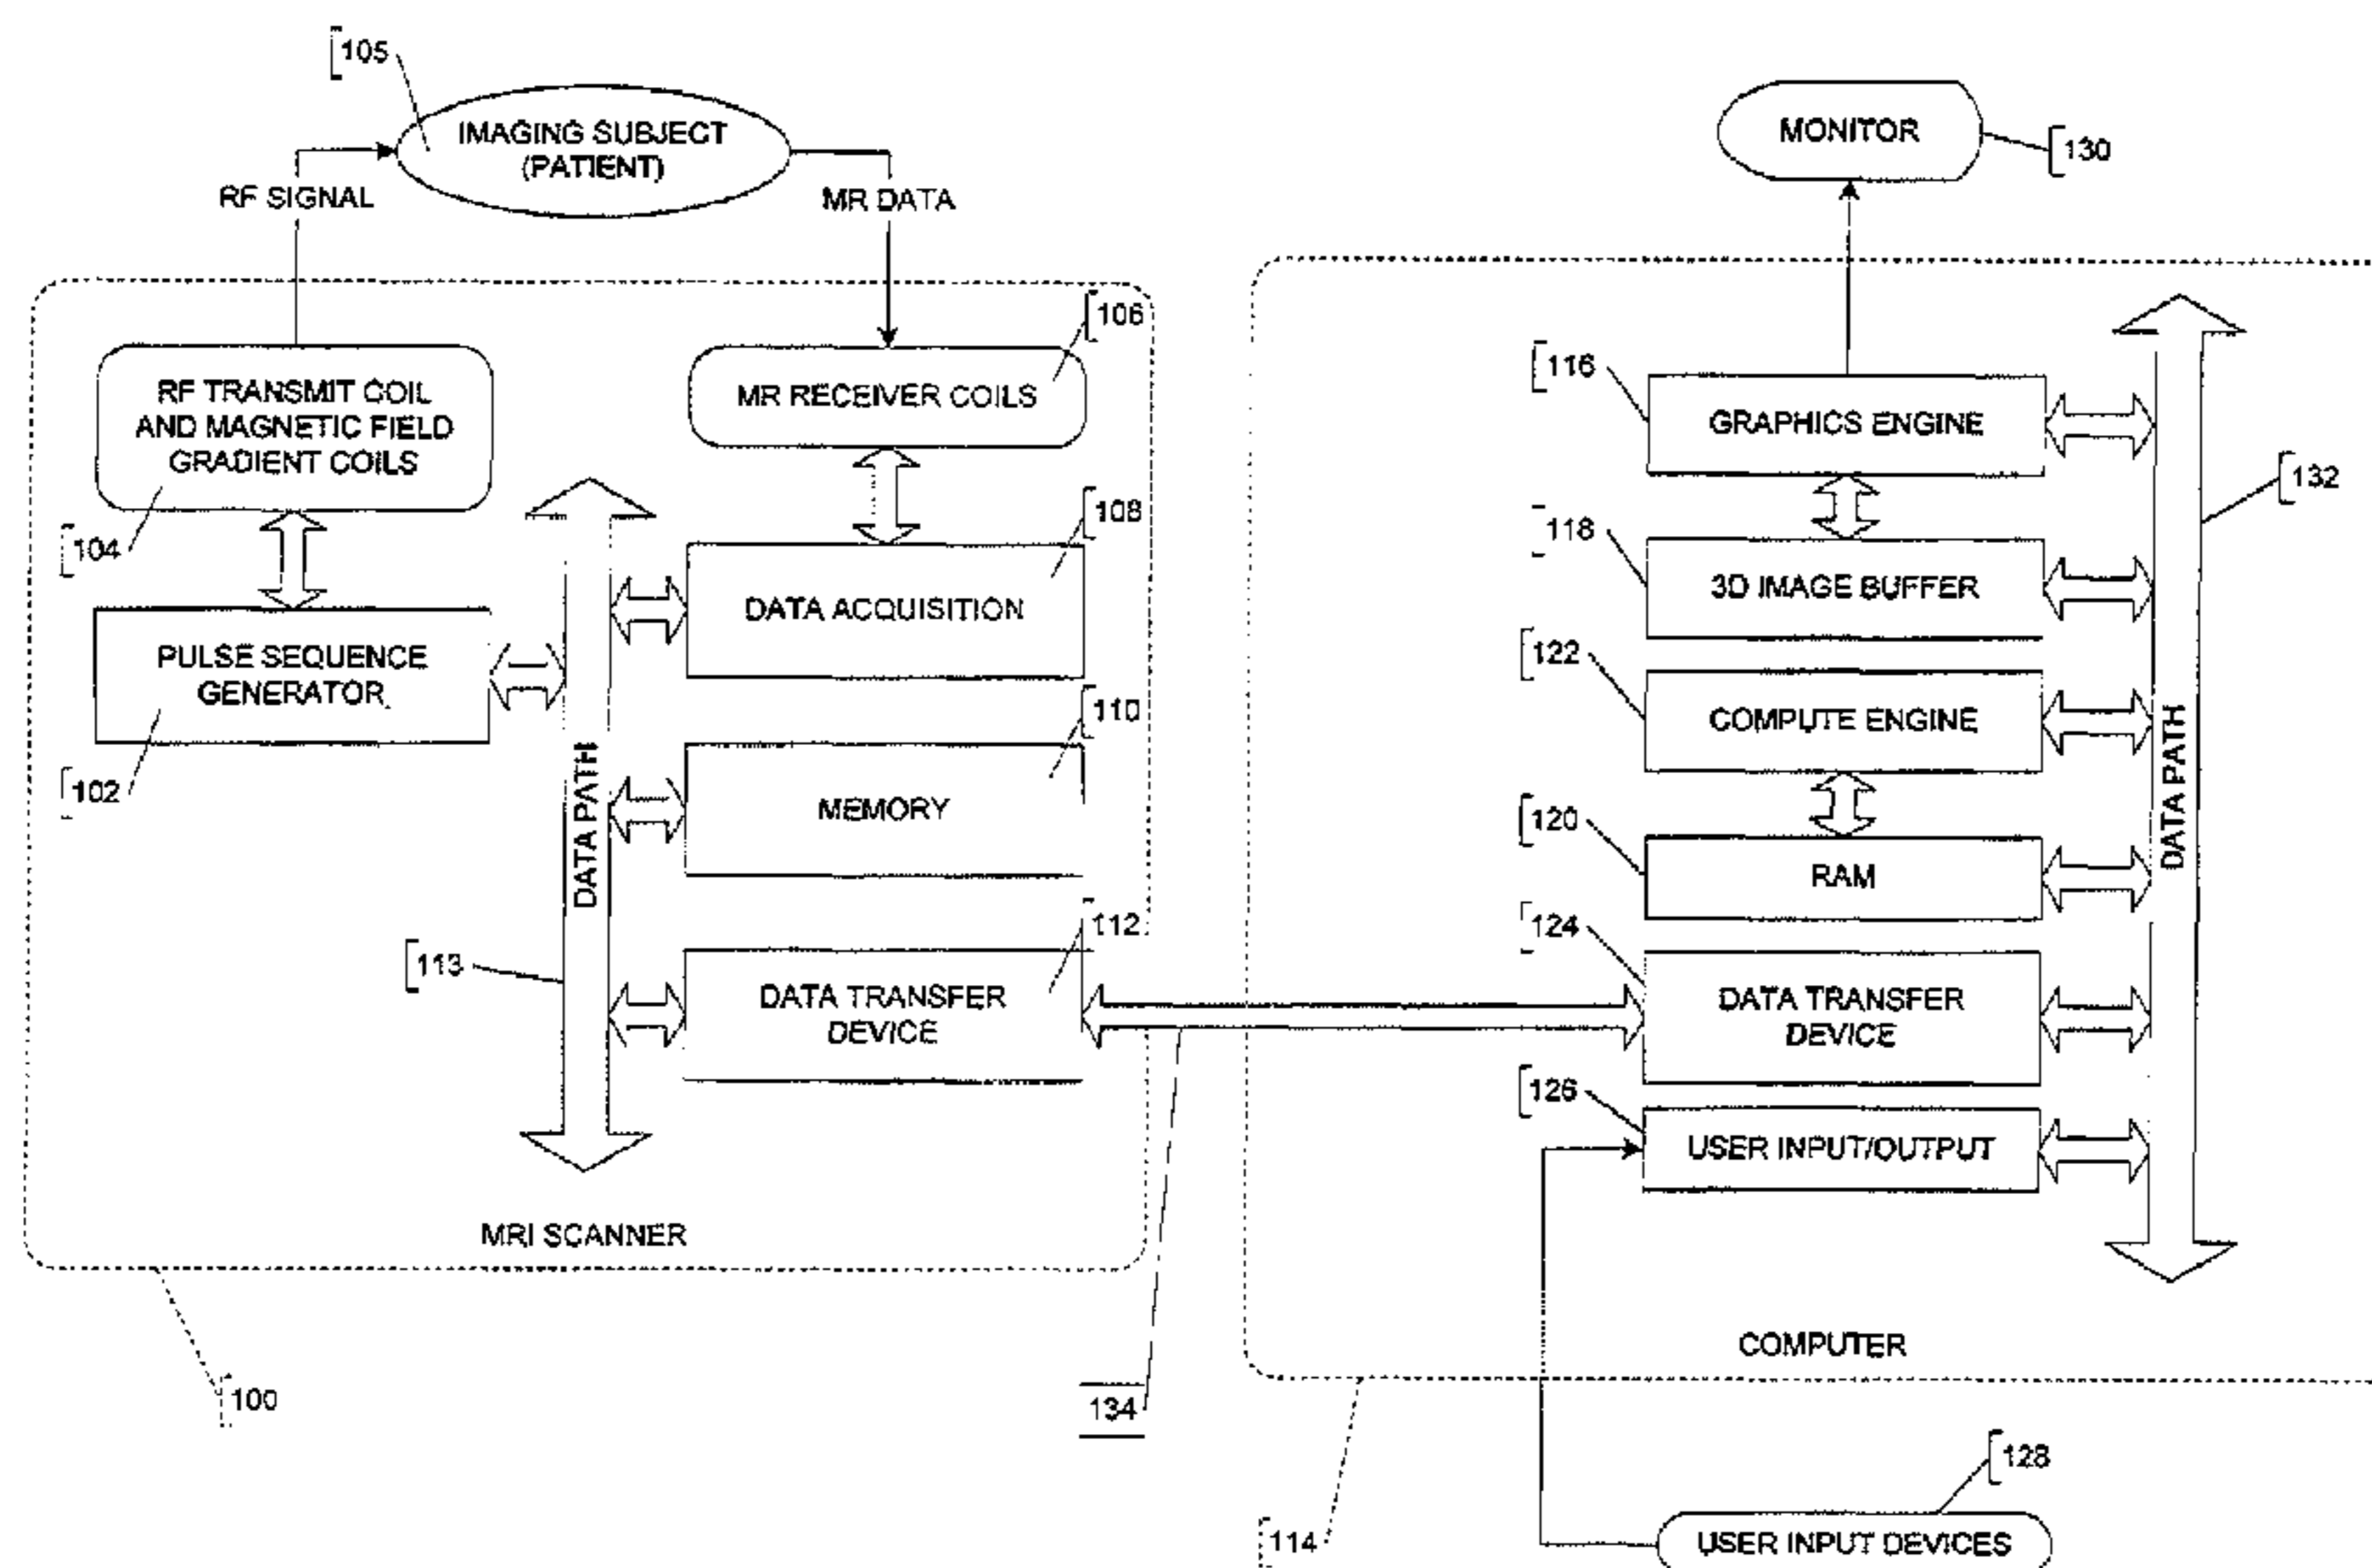 105
IMAGING SUBJECT
(PATIENT)
RF SIGNAL
MR DATA
106
RF TRANSMIT COIL
AND MAGNETIC FIELD
GRADIENT COILS
MR RECEIVER COILS
104
108
DATA ACQUISITION
PULSE SEQUENCE
GENERATOR
102
110
MEMORY
DATA PATH
112
113
DATA TRANSFER
DEVICE
MRI SCANNER
100
134
MONITOR
130
116
GRAPHICS ENGINE
132
118
3D IMAGE BUFFER
122
COMPUTE ENGINE
DATA PATH
120
RAM
124
DATA TRANSFER
DEVICE
126
USER INPUT/OUTPUT
COMPUTER
128
114
USER INPUT DEVICES